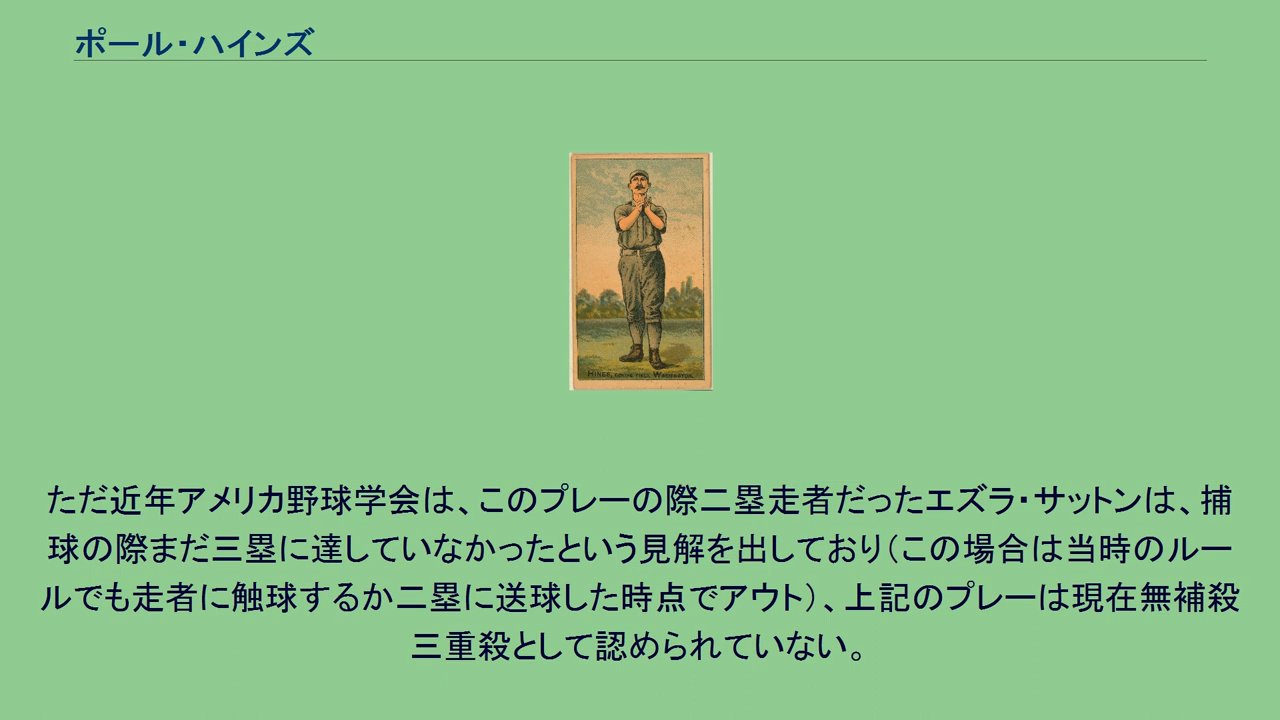 ポール・ハインズ
HINES, CENTRE FIELD, WASHINGTON.
ただ近年アメリカ野球学会は、このプレーの際二塁走者だったエズラ・サットンは、捕
球の際まだ三塁に達していなかったという見解を出しており（この場合は当時のルー
ルでも走者に触球するか二塁に送球した時点でアウト）、上記のプレーは現在無補殺
三重殺として認められていない。